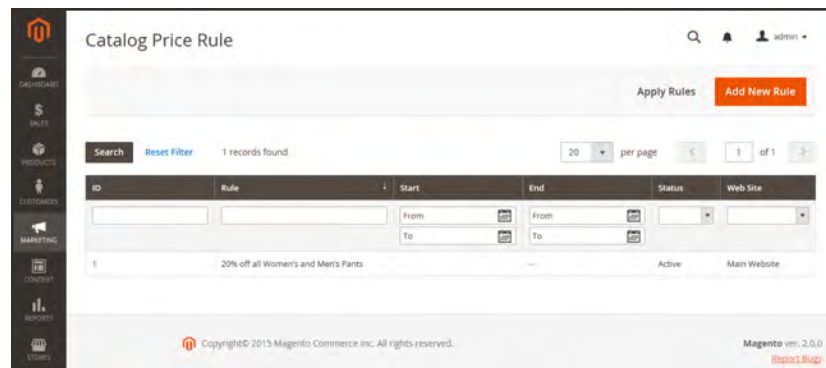 Catalog Price Rule
admin
DASHBOARD
SALES
PRODUCTS
CUSTOMERS
MARKETING
CONTENT
REPORTS
STORES
Apply Rules
Add New Rule
Search Reset Filter 1 records found 20 per page 1 of 1
ID Rule Start End Status Web Site
From From
To To
1 20% off all Women's and Men's Pants -- Active Main Website
Copyright© 2015 Magento Commerce Inc. All rights reserved.
Magento ver. 2.0.0
Report Bugs